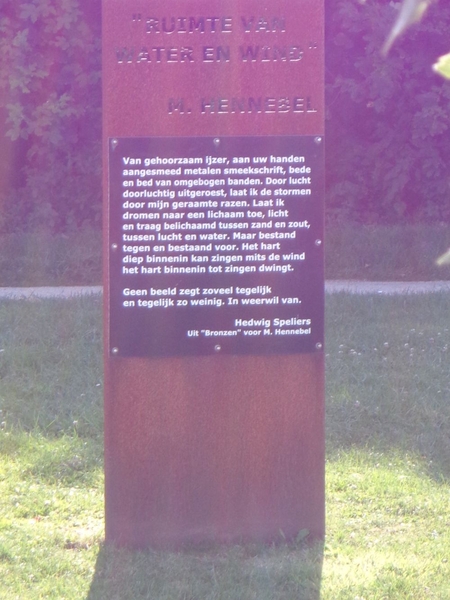 "RUIMTE VAN
WATER EN WIND"
M. HENNEBEL
Van gehoorzaam ijzer, aan uw handen
aangesmeed metalen smeekschrift, bede
en bed van omgebogen banden. Door lucht
doorluchtig uitgeroest, laat ik de stormen
door mijn geraamte razen. Laat ik
dromen naar een lichaam toe, licht
en traag belichaamd tussen zand en zout,
tussen lucht en water. Maar bestand
tegen en bestaand voor. Het hart
diep binnenin kan zingen mits de wind
het hart binnenin tot zingen dwingt.
Geen beeld zegt zoveel tegelijk
en tegelijk zo weinig. In weerwil van.
Hedwig Speliers
Uit "Bronzen" voor M. Hennebel